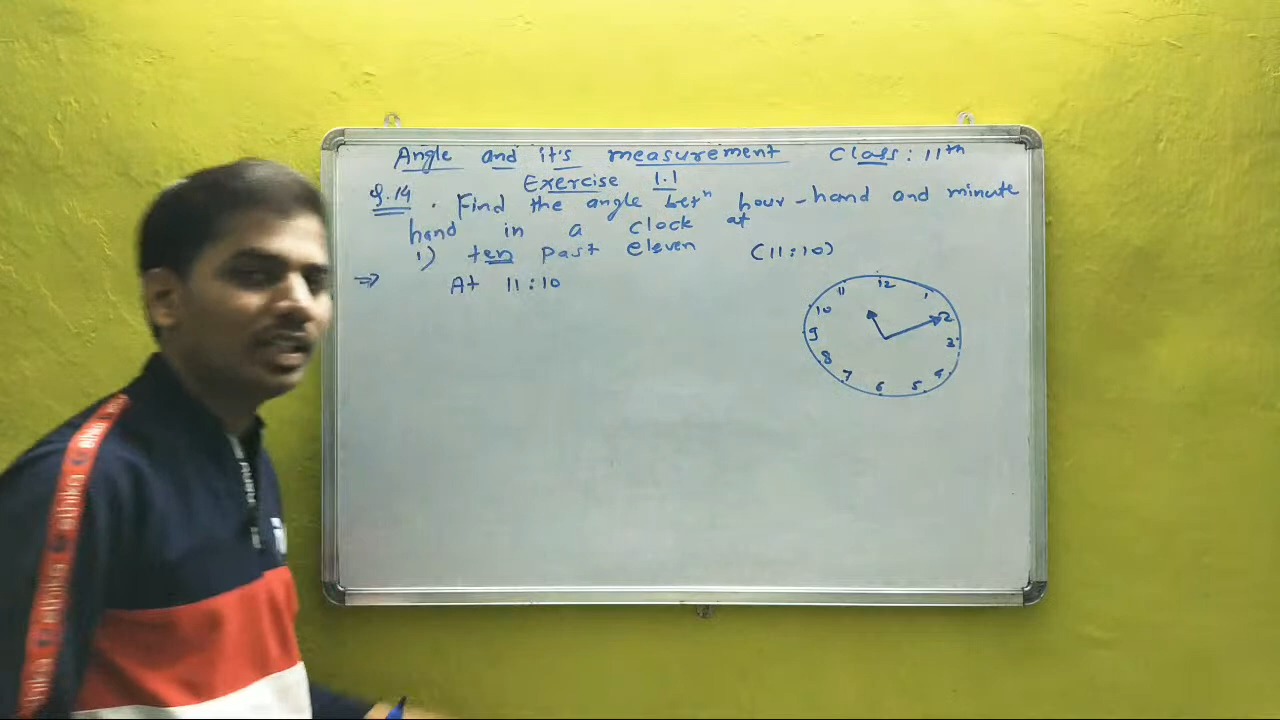 Angle and it's measurement Class: 11th
Exercise 1.1
Q.14. Find the angle betn hour-hand and minute
hand in a clock at
1) ten past eleven (11:10)
⇒ At 11:10
12
11 1
10 2
9 3
8 4
7 6 5